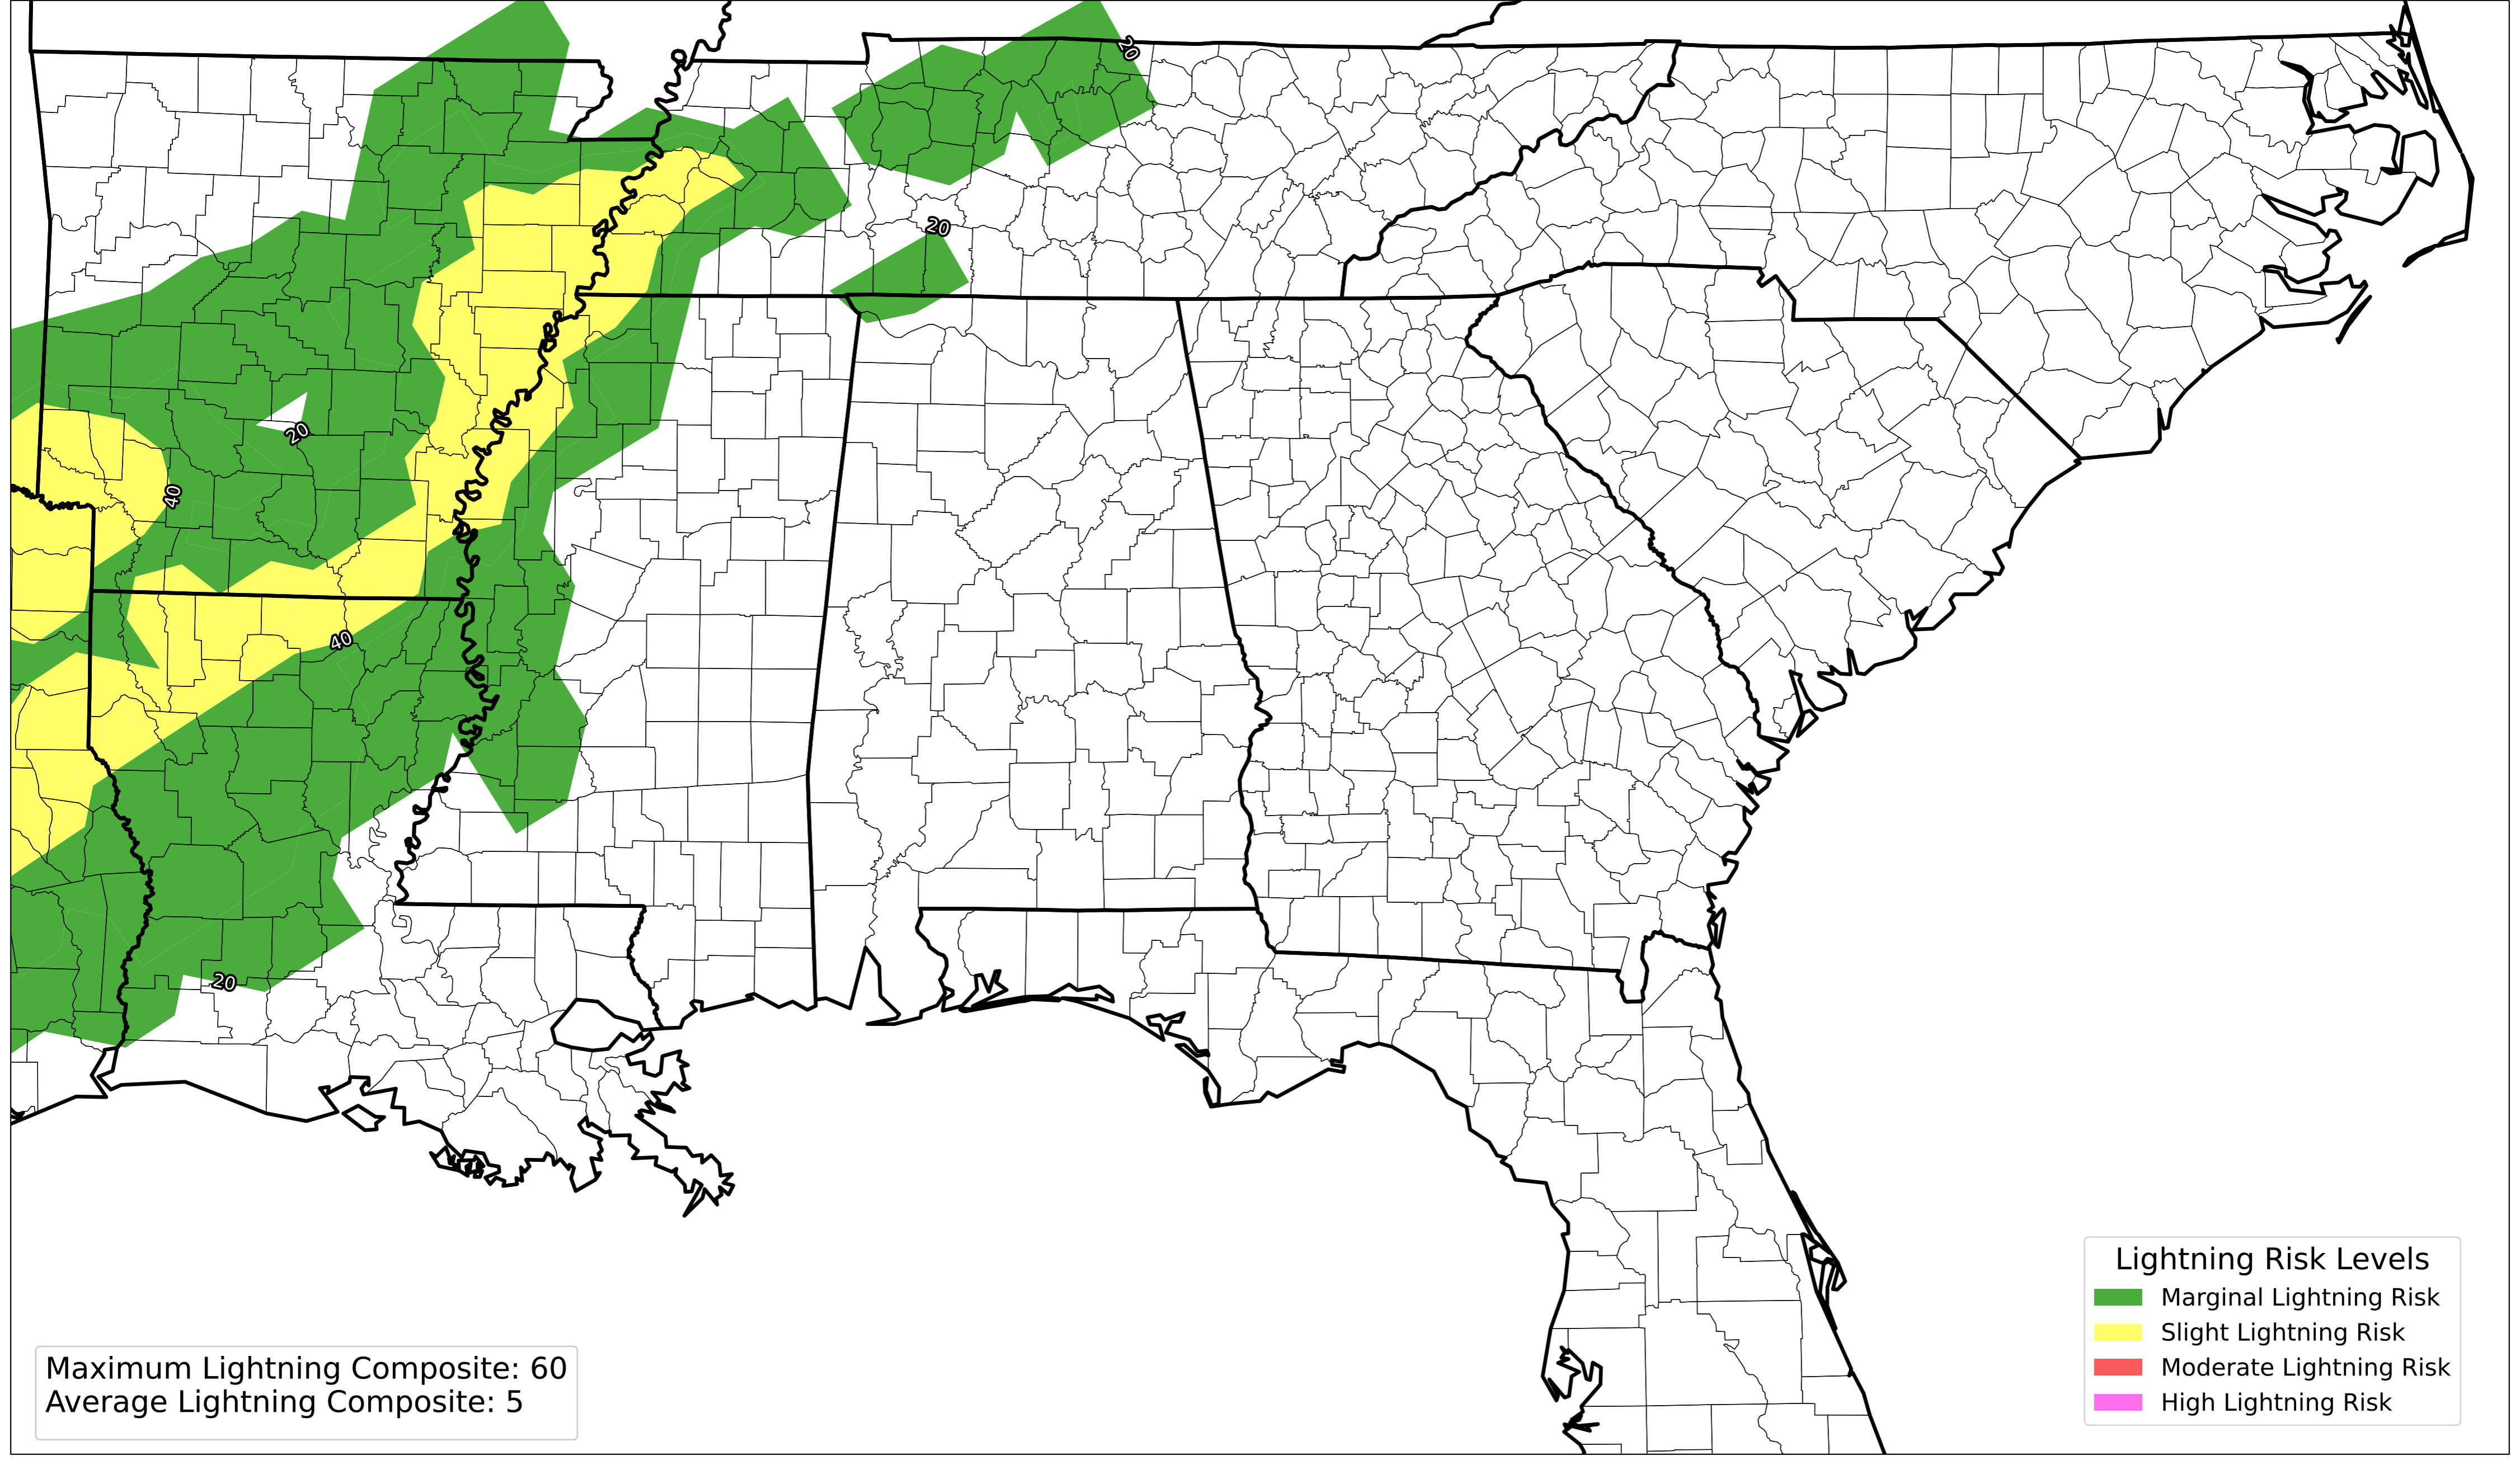 20
20
20
40
40
20
Lightning Risk Levels
Marginal Lightning Risk
Slight Lightning Risk
Moderate Lightning Risk
High Lightning Risk
Maximum Lightning Composite: 60
Average Lightning Composite: 5